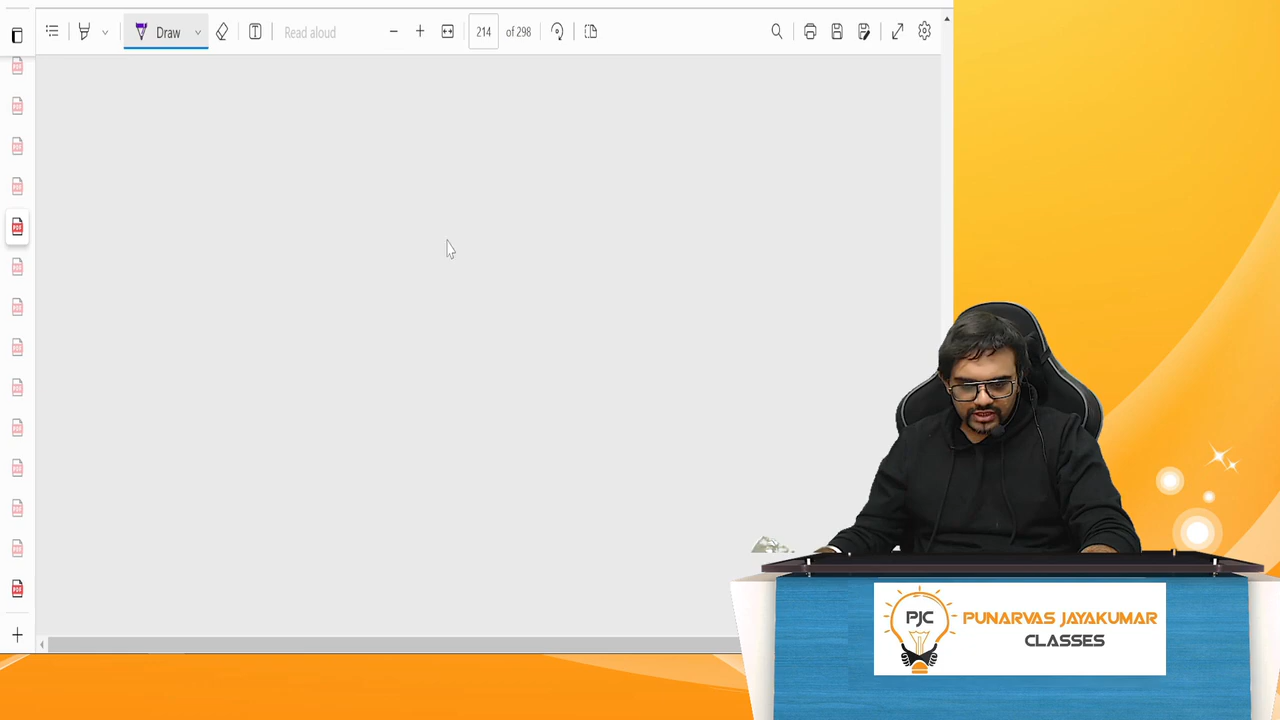 Draw
Read aloud
214
of 298
PJC
PUNARVAS JAYAKUMAR
CLASSES